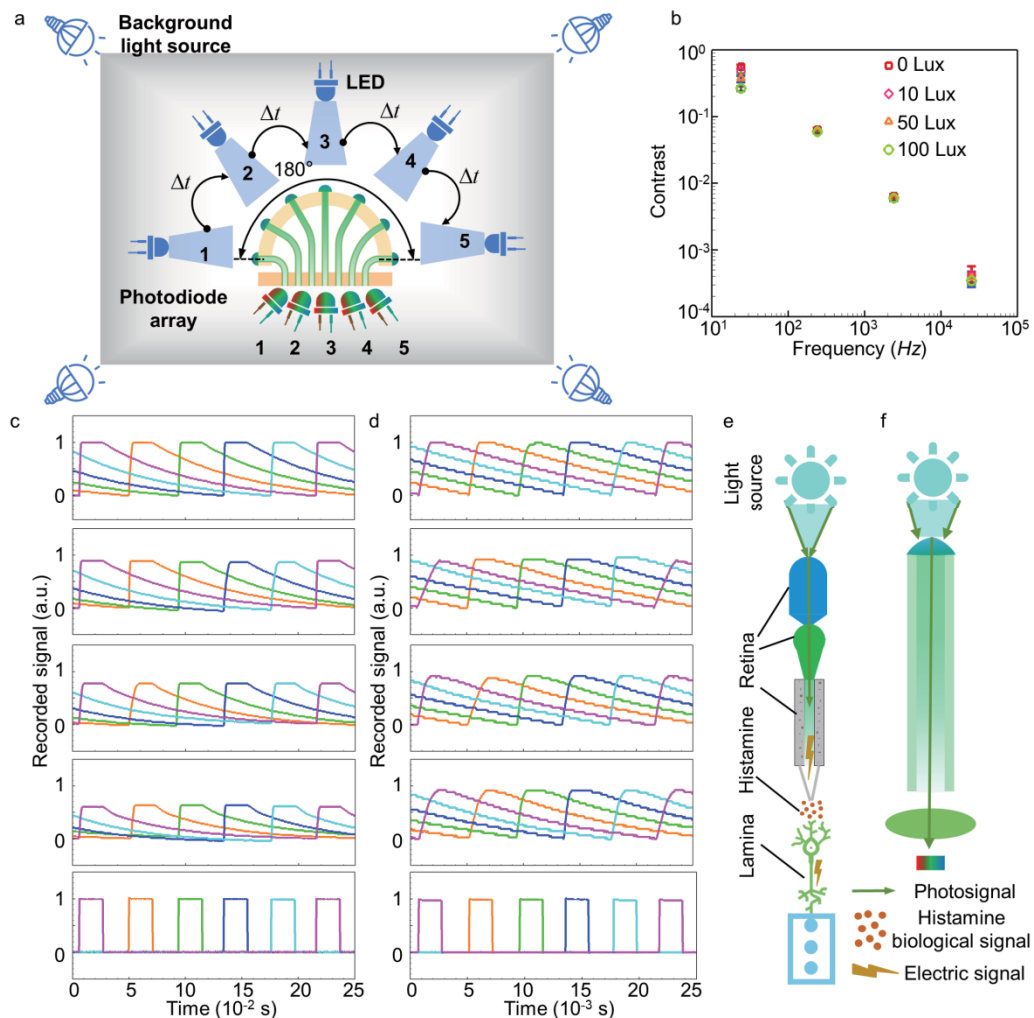 a
Background
light source
LED
Δt
Δt
Δt
Δt
180°
1
2
3
4
5
Photodiode
array
1 2 3 4 5
b
Contrast
10⁰
10⁻¹
10⁻²
10⁻³
10⁻⁴
0 Lux
10 Lux
50 Lux
100 Lux
10¹ 10² 10³ 10⁴ 10⁵
Frequency (Hz)
c
Recorded signal (a.u.)
1
0
1
0
1
0
1
0
1
0
0 5 10 15 20 25
Time (10⁻² s)
d
Recorded signal (a.u.)
1
0
1
0
1
0
1
0
1
0
0 5 10 15 20 25
Time (10⁻³ s)
e
Light
source
Retina
Histamine
Lamina
f
Photosignal
Histamine
biological signal
Electric signal